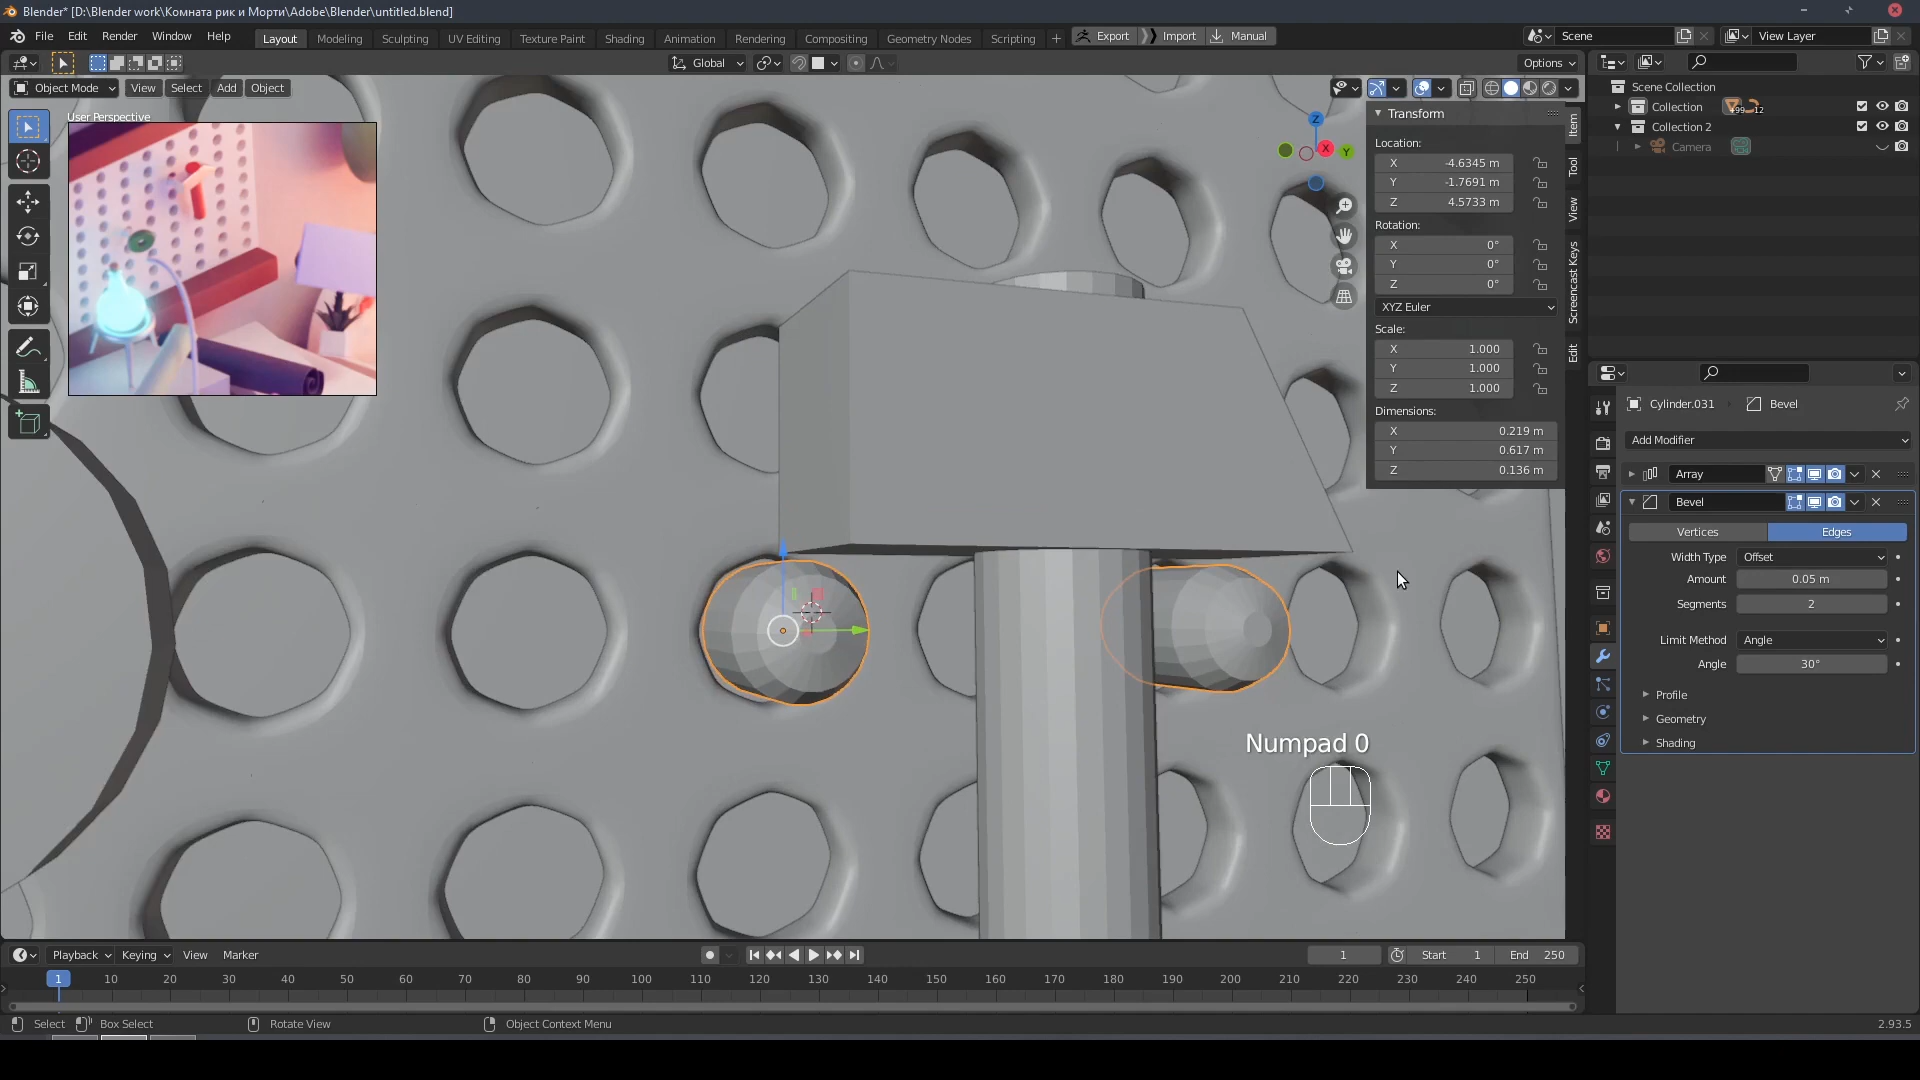 Blender* [D:\Blender work\Комната рик и Морти\Adobe\Blender\untitled.blend]
File Edit Render Window Help
Layout Modeling Sculpting UV Editing Texture Paint Shading Animation Rendering Compositing Geometry Nodes Scripting +
Export Import Manual
Scene
View Layer
Global
Options
Object Mode View Select Add Object
User Perspective
Z
X
Y
Transform
Location:
X -4.6345 m
Y -1.7691 m
Z 4.5733 m
Rotation:
X 0°
Y 0°
Z 0°
XYZ Euler
Scale:
X 1.000
Y 1.000
Z 1.000
Dimensions:
X 0.219 m
Y 0.617 m
Z 0.136 m
Item
Tool
View
Screencast Keys
Edit
Scene Collection
Collection
12
Collection 2
Camera
Cylinder.031 Bevel
Add Modifier
Array
Bevel
Vertices Edges
Width Type Offset
Amount 0.05 m
Segments 2
Limit Method Angle
Angle 30°
Profile
Geometry
Shading
Numpad 0
Playback Keying View Marker
1
Start 1
End 250
1 10 20 30 40 50 60 70 80 90 100 110 120 130 140 150 160 170 180 190 200 210 220 230 240 250
Select Box Select Rotate View Object Context Menu
2.93.5